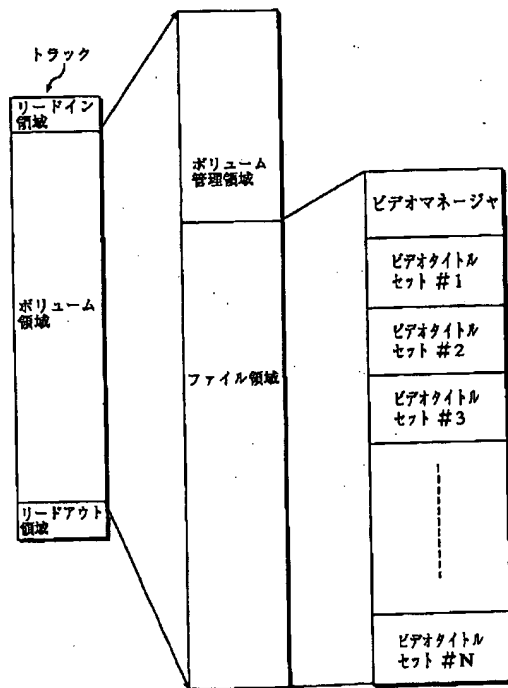 トラック
リードイン
領域
ボリューム
領域
リードアウト
領域
ボリューム
管理領域
ファイル領域
ビデオマネージャ
ビデオタイトル
セット #1
ビデオタイトル
セット #2
ビデオタイトル
セット #3
ビデオタイトル
セット #N